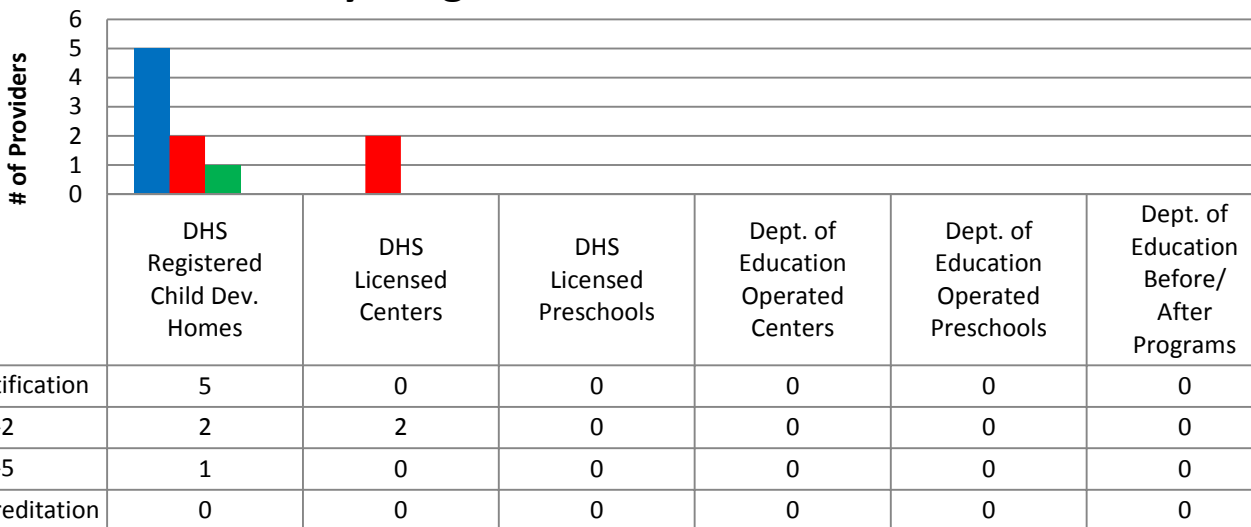 6
5
4
3
2
1
0
# of Providers
DHS
Registered
Child Dev.
Homes
DHS
Licensed
Centers
DHS
Licensed
Preschools
Dept. of
Education
Operated
Centers
Dept. of
Education
Operated
Preschools
Dept. of
Education
Before/
After
Programs
tification 5 0 0 0 0 0
-2 2 2 0 0 0 0
-5 1 0 0 0 0 0
reditation 0 0 0 0 0 0